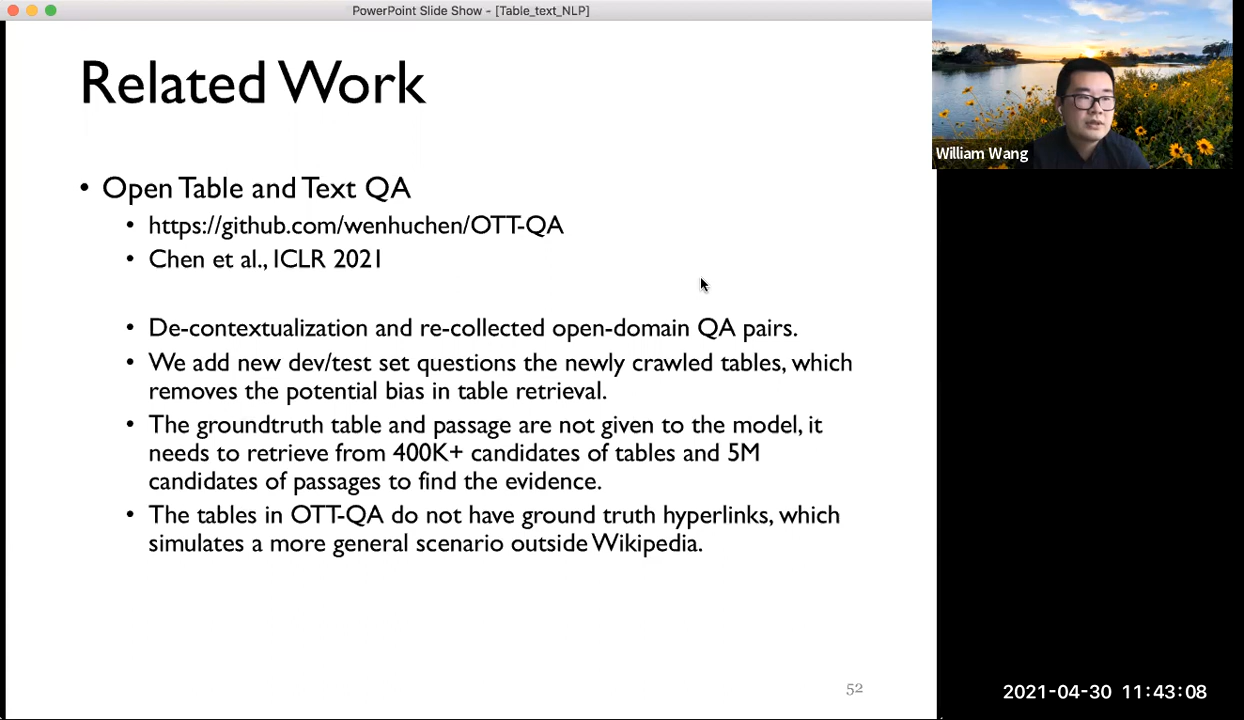 PowerPoint Slide Show - [Table_text_NLP]
Related Work
William Wang
• Open Table and Text QA
• https://github.com/wenhuchen/OTT-QA
• Chen et al., ICLR 2021
• De-contextualization and re-collected open-domain QA pairs.
• We add new dev/test set questions the newly crawled tables, which
removes the potential bias in table retrieval.
• The groundtruth table and passage are not given to the model, it
needs to retrieve from 400K+ candidates of tables and 5M
candidates of passages to find the evidence.
• The tables in OTT-QA do not have ground truth hyperlinks, which
simulates a more general scenario outside Wikipedia.
52
2021-04-30 11:43:08